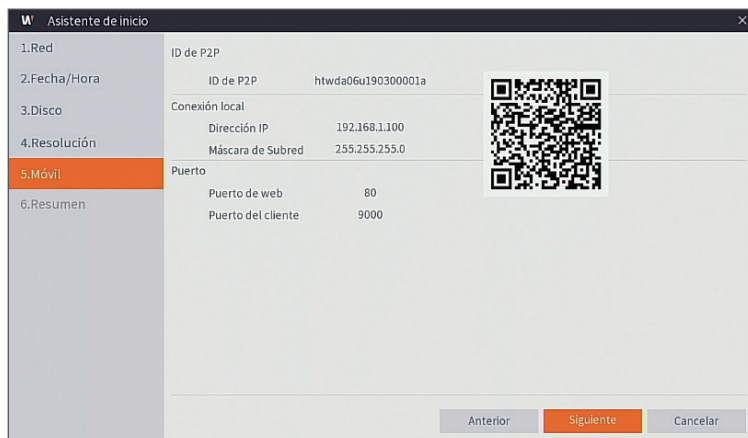 Asistente de inicio
1.Red
2.Fecha/Hora
3.Disco
4.Resolución
5.Móvil
6.Resumen
ID de P2P
ID de P2P htwda06u190300001a
Conexión local
Dirección IP 192.168.1.100
Máscara de Subred 255.255.255.0
Puerto
Puerto de web 80
Puerto del cliente 9000
Anterior Siguiente Cancelar